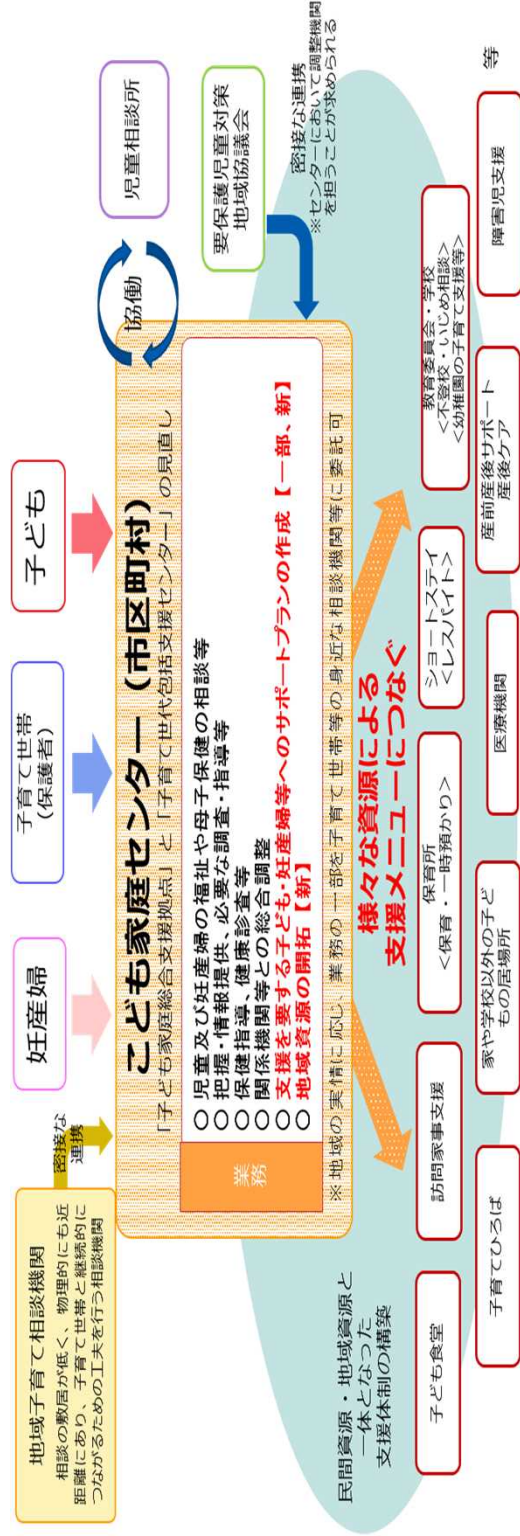 妊産婦
子育て世帯
(保護者)
子ども
地域子育て相談機関
相談の敷居が低く、物理的にも近
距離にあり、子育て世帯と継続的に
つながるための工夫を行う相談機関
密接な
連携
こども家庭センター（市区町村）
「子ども家庭総合支援拠点」と「子育て世代包括支援センター」の見直し
協働
児童相談所
業務
○ 児童及び妊産婦の福祉や母子保健の相談等
○ 把握・情報提供、必要な調査・指導等
○ 保健指導、健康診査等
○ 関係機関等との総合調整
○ 支援を要する子ども・妊産婦等へのサポートプランの作成【一部、新】
○ 地域資源の開拓【新】
※地域の実情に応じ、業務の一部を子育て世帯等の身近な相談機関等に委託可
要保護児童対策
地域協議会
密接な連携
※センターにおいて調整機関
を担うことが求められる
民間資源・地域資源と
一体となった
支援体制の構築
様々な資源による
支援メニューにつなぐ
子ども食堂
訪問家事支援
保育所
<保育・一時預かり>
ショートステイ
<レスパイト>
教育委員会・学校
<不登校・いじめ相談>
<幼稚園の子育て支援等>
子育てひろば
家や学校以外の子ど
もの居場所
医療機関
産前産後サポート
産後ケア
障害児支援
等